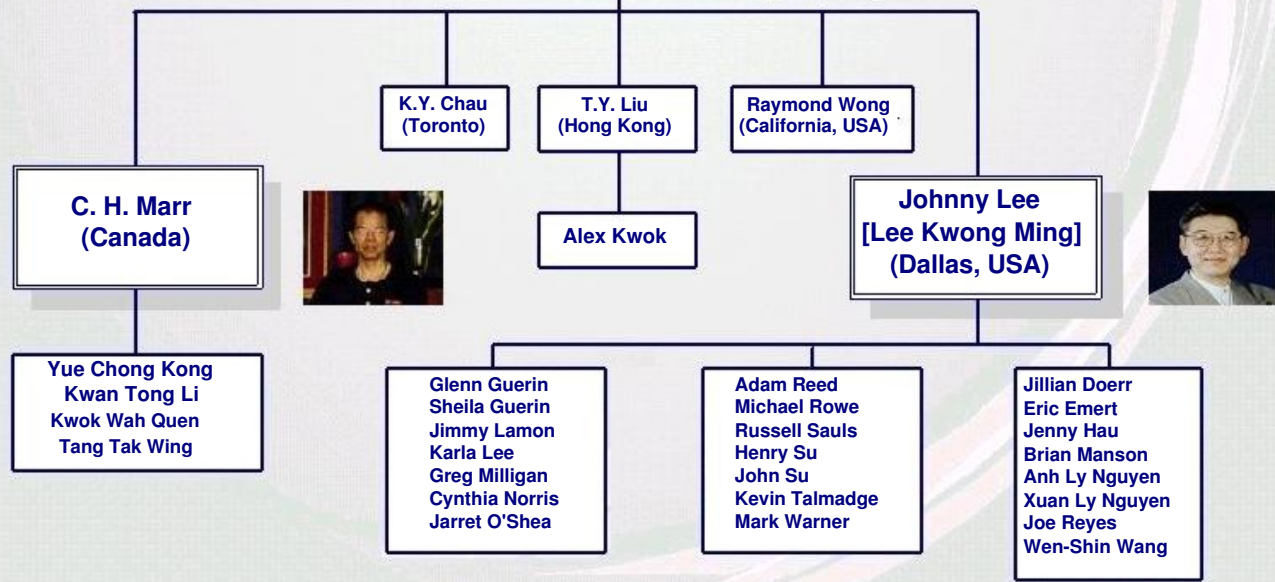 K.Y. Chau
(Toronto)
T.Y. Liu
(Hong Kong)
Raymond Wong
(California, USA)
C. H. Marr
(Canada)
Alex Kwok
Johnny Lee
[Lee Kwong Ming]
(Dallas, USA)
Yue Chong Kong
Kwan Tong Li
Kwok Wah Quen
Tang Tak Wing
Glenn Guerin
Sheila Guerin
Jimmy Lamon
Karla Lee
Greg Milligan
Cynthia Norris
Jarret O'Shea
Adam Reed
Michael Rowe
Russell Sauls
Henry Su
John Su
Kevin Talmadge
Mark Warner
Jillian Doerr
Eric Emert
Jenny Hau
Brian Manson
Anh Ly Nguyen
Xuan Ly Nguyen
Joe Reyes
Wen-Shin Wang